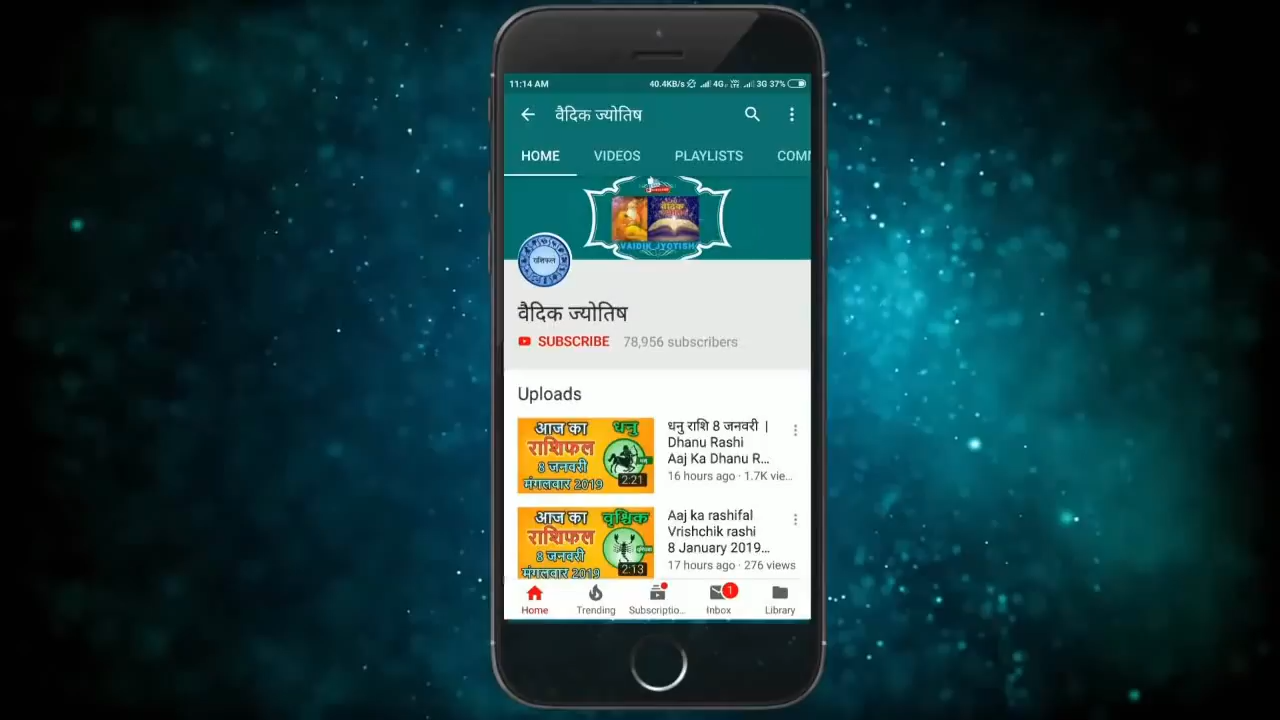 11:14 AM
40.4KB/s 4G 3G 37%
वैदिक ज्योतिष
HOME VIDEOS PLAYLISTS COMM
वैदिक
VAIDIK JYOTISH
राशिफल
वैदिक ज्योतिष
SUBSCRIBE 78,956 subscribers
Uploads
आज का धनु
राशिफल
8 जनवरी
मंगलवार 2019
2:21
धनु राशि 8 जनवरी |
Dhanu Rashi
Aaj Ka Dhanu R...
16 hours ago · 1.7K vie...
आज का वृश्चिक
राशिफल
8 जनवरी
मंगलवार 2019
2:13
Aaj ka rashifal
Vrishchik rashi
8 January 2019...
17 hours ago · 276 views
1
Home Trending Subscriptio... Inbox Library